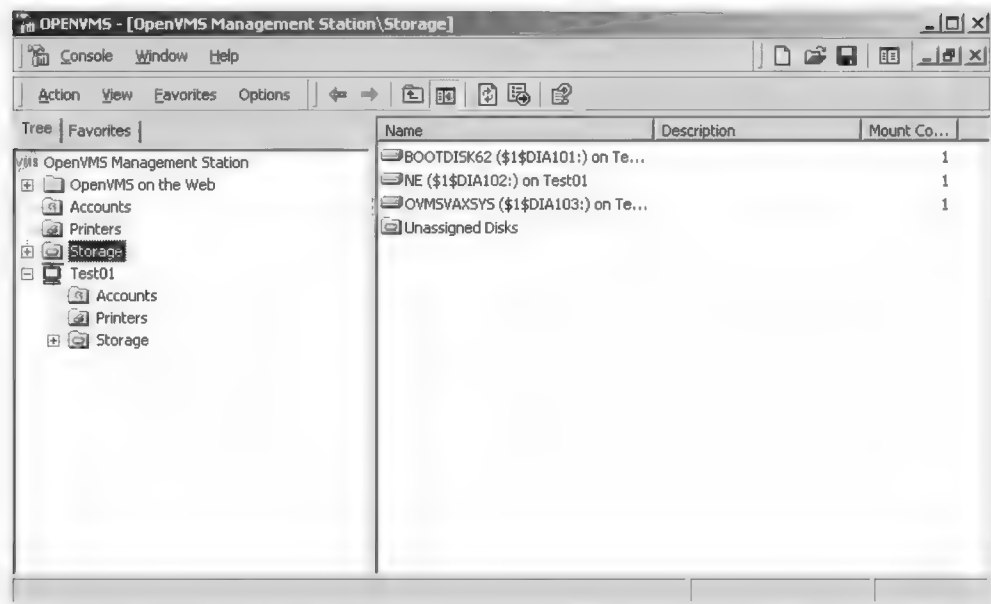 OPENVMS - [OpenVMS Management Station\Storage]
Console Window Help
Action View Favorites Options
Tree Favorites
Name Description Mount Co...
OpenVMS Management Station
OpenVMS on the Web
Accounts
Printers
Storage
Test01
Accounts
Printers
Storage
BOOTDISK62 ($1$DIA101:) on Te... 1
NE ($1$DIA102:) on Test01 1
OVMSVAXSYS ($1$DIA103:) on Te... 1
Unassigned Disks